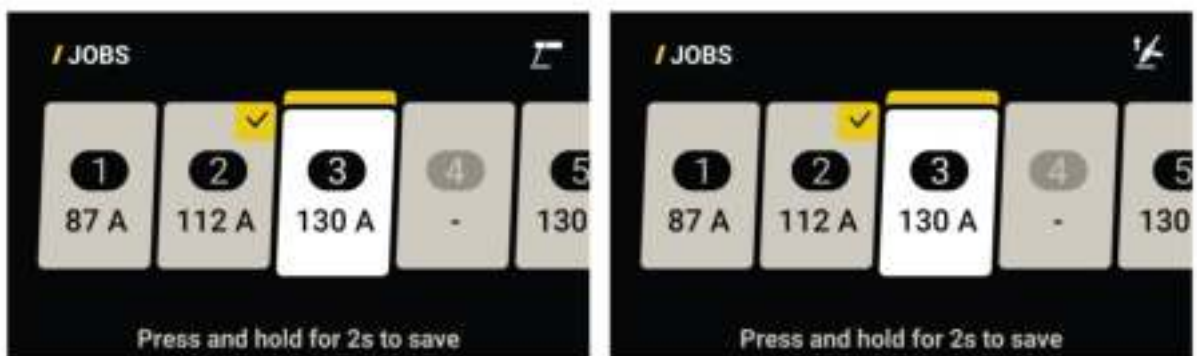 / JOBS
1 2 3 4 5
87 A 112 A 130 A - 130
Press and hold for 2s to save
/ JOBS
1 2 3 4 5
87 A 112 A 130 A - 130
Press and hold for 2s to save